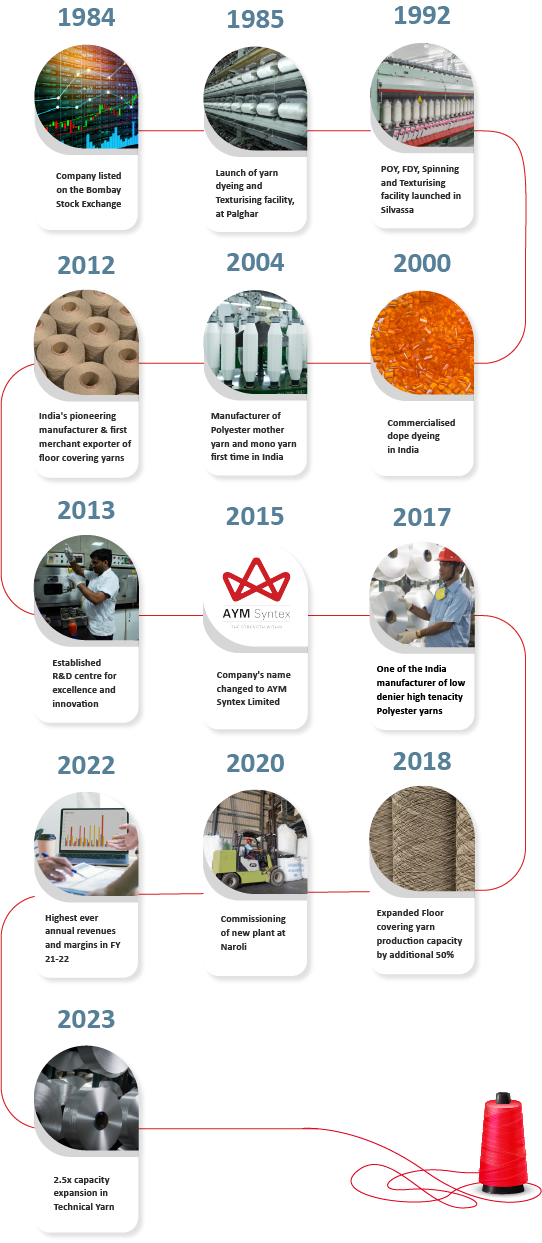 1984
Company listed
on the Bombay
Stock Exchange
1985
Launch of yarn
dyeing and
Texturising facility,
at Palghar
1992
POY, FDY, Spinning
and Texturising
facility launched in
Silvassa
2000
Commercialised
dope dyeing
in India
2004
Manufacturer of
Polyester mother
yarn and mono yarn
first time in India
2012
India's pioneering
manufacturer & first
merchant exporter of
floor covering yarns
2013
Established
R&D centre for
excellence and
innovation
2015
AYM Syntex
THE STRENGTH WITHIN
Company's name
changed to AYM
Syntex Limited
2017
One of the India
manufacturer of low
denier high tenacity
Polyester yarns
2018
Expanded Floor
covering yarn
production capacity
by additional 50%
2020
Commissioning
of new plant at
Naroli
2022
Highest ever
annual revenues
and margins in FY
21-22
2023
2.5x capacity
expansion in
Technical Yarn